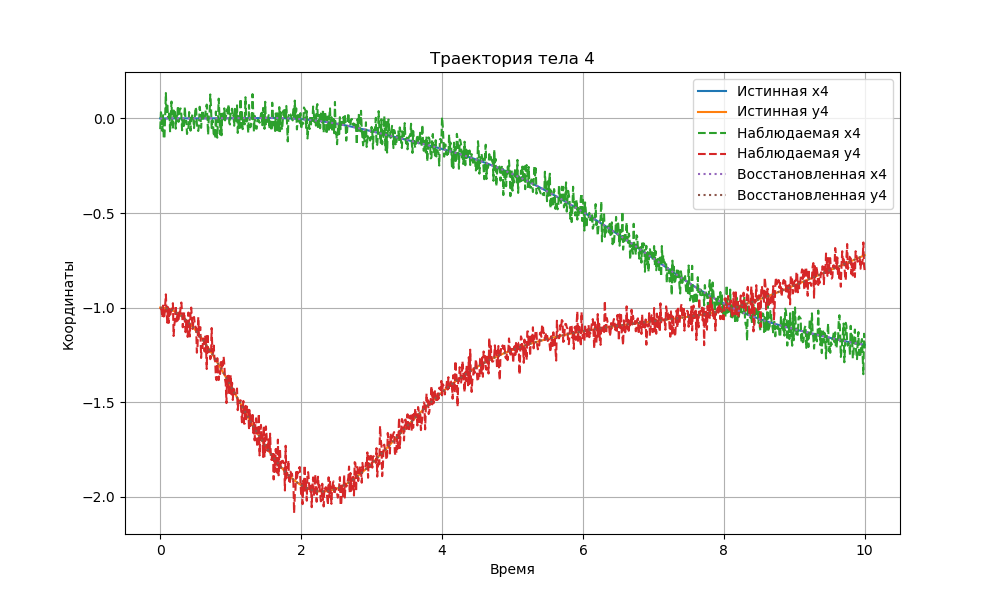 Траектория тела 4
Истинная x4
Истинная y4
Наблюдаемая x4
Наблюдаемая y4
Восстановленная x4
Восстановленная y4
Координаты
0.0
−0.5
−1.0
−1.5
−2.0
0 2 4 6 8 10
Время